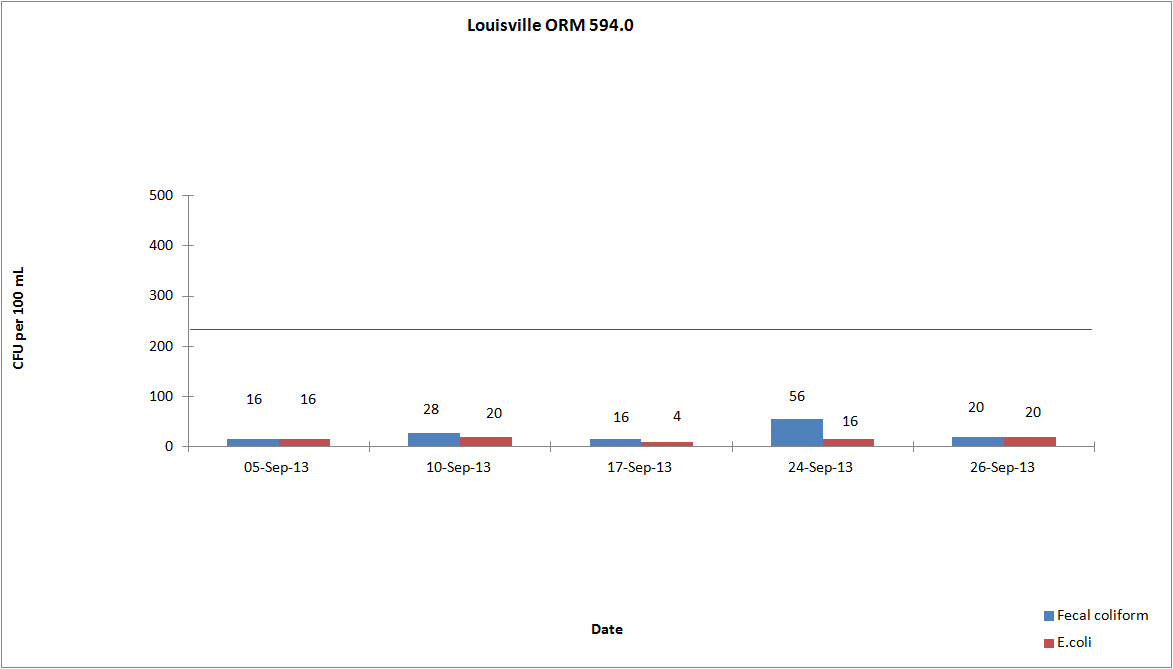 Louisville ORM 594.0
CFU per 100 mL
500
400
300
200
100
0
16 16 28 20 16 4 56 16 20 20
05-Sep-13 10-Sep-13 17-Sep-13 24-Sep-13 26-Sep-13
Date
Fecal coliform
E.coli